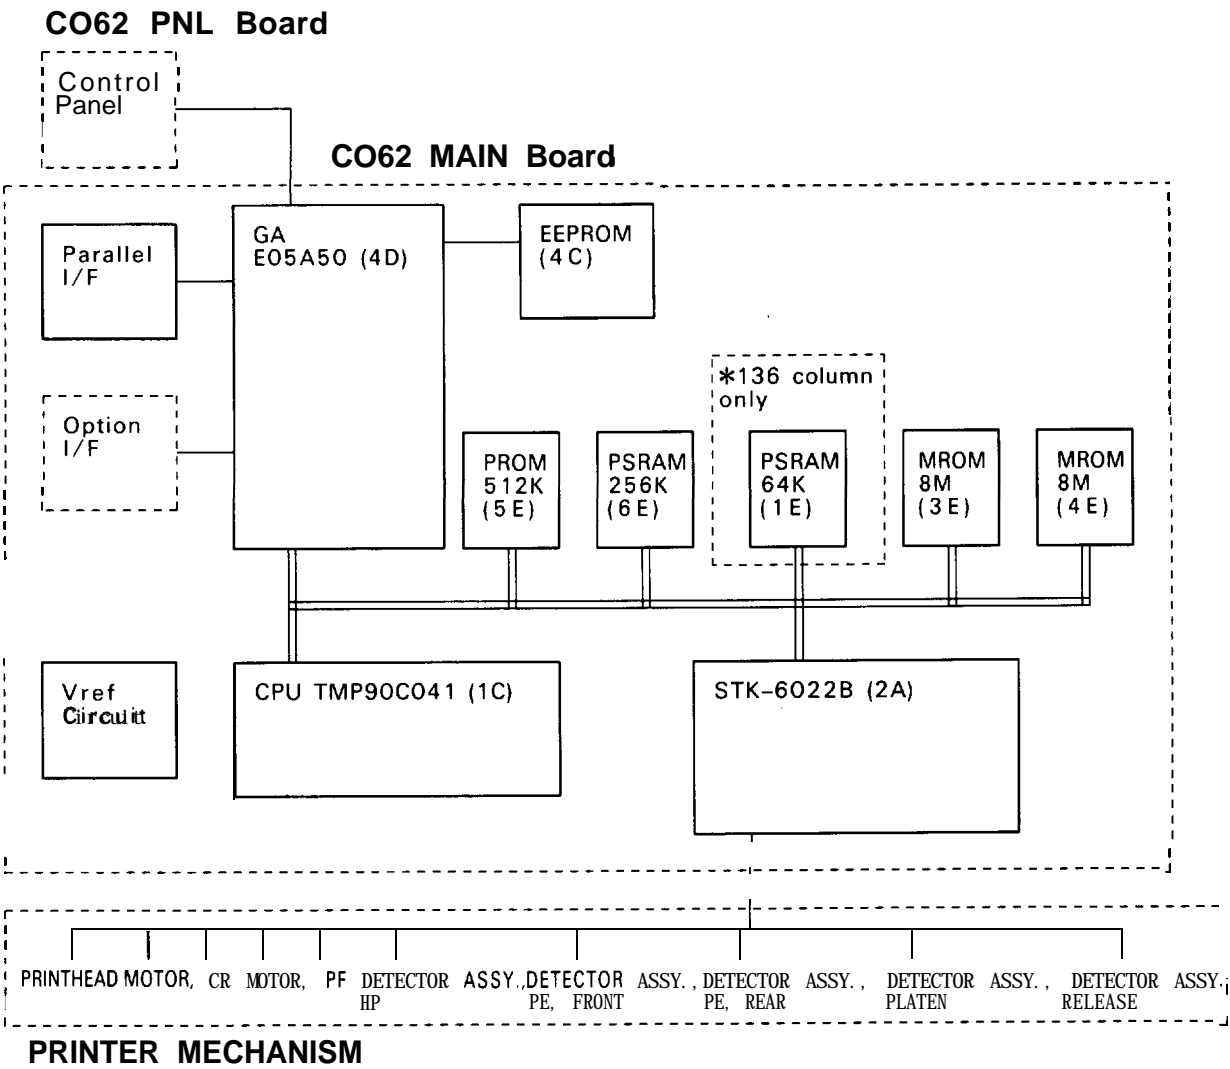 CO62 PNL Board
Control
Panel
CO62 MAIN Board
Parallel
I/F
GA
E05A50 (4D)
EEPROM
(4C)
Option
I/F
*136 column
only
PROM
512K
(5E)
PSRAM
256K
(6E)
PSRAM
64K
(1E)
MROM
8M
(3E)
MROM
8M
(4E)
Vref
Circuit
CPU TMP90C041 (1C)
STK-6022B (2A)
PRINTHEAD MOTOR, CR MOTOR, PF DETECTOR ASSY., DETECTOR ASSY., DETECTOR ASSY., DETECTOR ASSY., DETECTOR ASSY.,
HP PE, FRONT PE, REAR PLATEN RELEASE
PRINTER MECHANISM